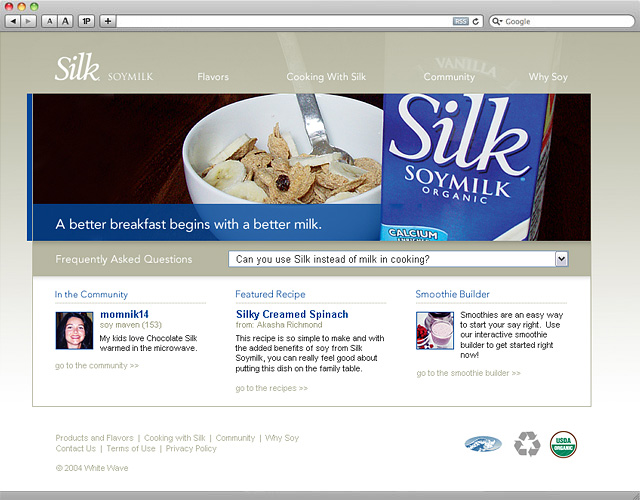 A A 1P + RSS Google
Silk SOYMILK Flavors Cooking With Silk Community Why Soy
VANILLA
Silk
SOYMILK
ORGANIC
CALCIUM
ENRICHED
A better breakfast begins with a better milk.
Frequently Asked Questions Can you use Silk instead of milk in cooking?
In the Community
momnik14
soy maven (153)
My kids love Chocolate Silk
warmed in the microwave.
go to the community >>
Featured Recipe
Silky Creamed Spinach
from: Akasha Richmond
This recipe is so simple to make and with
the added benefits of soy from Silk
Soymilk, you can really feel good about
putting this dish on the family table.
go to the recipes >>
Smoothie Builder
Smoothies are an easy way
to start your say right. Use
our interactive smoothie
builder to get started right
now!
go to the smoothie builder >>
Products and Flavors | Cooking with Silk | Community | Why Soy
Contact Us | Terms of Use | Privacy Policy
© 2004 White Wave
USDA
ORGANIC